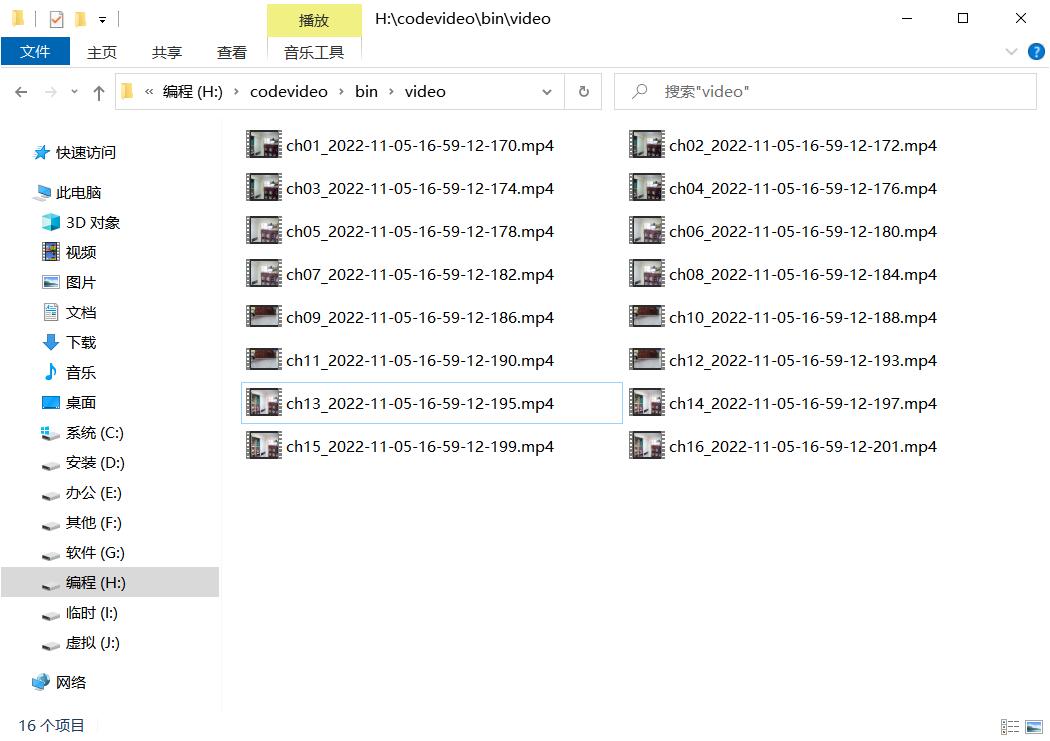 播放
H:\codevideo\bin\video
文件 主页 共享 查看 音乐工具
« 编程 (H:) › codevideo › bin › video
搜索"video"
快速访问
此电脑
3D 对象
视频
图片
文档
下载
音乐
桌面
系统 (C:)
安装 (D:)
办公 (E:)
其他 (F:)
软件 (G:)
编程 (H:)
临时 (I:)
虚拟 (J:)
网络
ch01_2022-11-05-16-59-12-170.mp4 ch02_2022-11-05-16-59-12-172.mp4
ch03_2022-11-05-16-59-12-174.mp4 ch04_2022-11-05-16-59-12-176.mp4
ch05_2022-11-05-16-59-12-178.mp4 ch06_2022-11-05-16-59-12-180.mp4
ch07_2022-11-05-16-59-12-182.mp4 ch08_2022-11-05-16-59-12-184.mp4
ch09_2022-11-05-16-59-12-186.mp4 ch10_2022-11-05-16-59-12-188.mp4
ch11_2022-11-05-16-59-12-190.mp4 ch12_2022-11-05-16-59-12-193.mp4
ch13_2022-11-05-16-59-12-195.mp4 ch14_2022-11-05-16-59-12-197.mp4
ch15_2022-11-05-16-59-12-199.mp4 ch16_2022-11-05-16-59-12-201.mp4
16 个项目